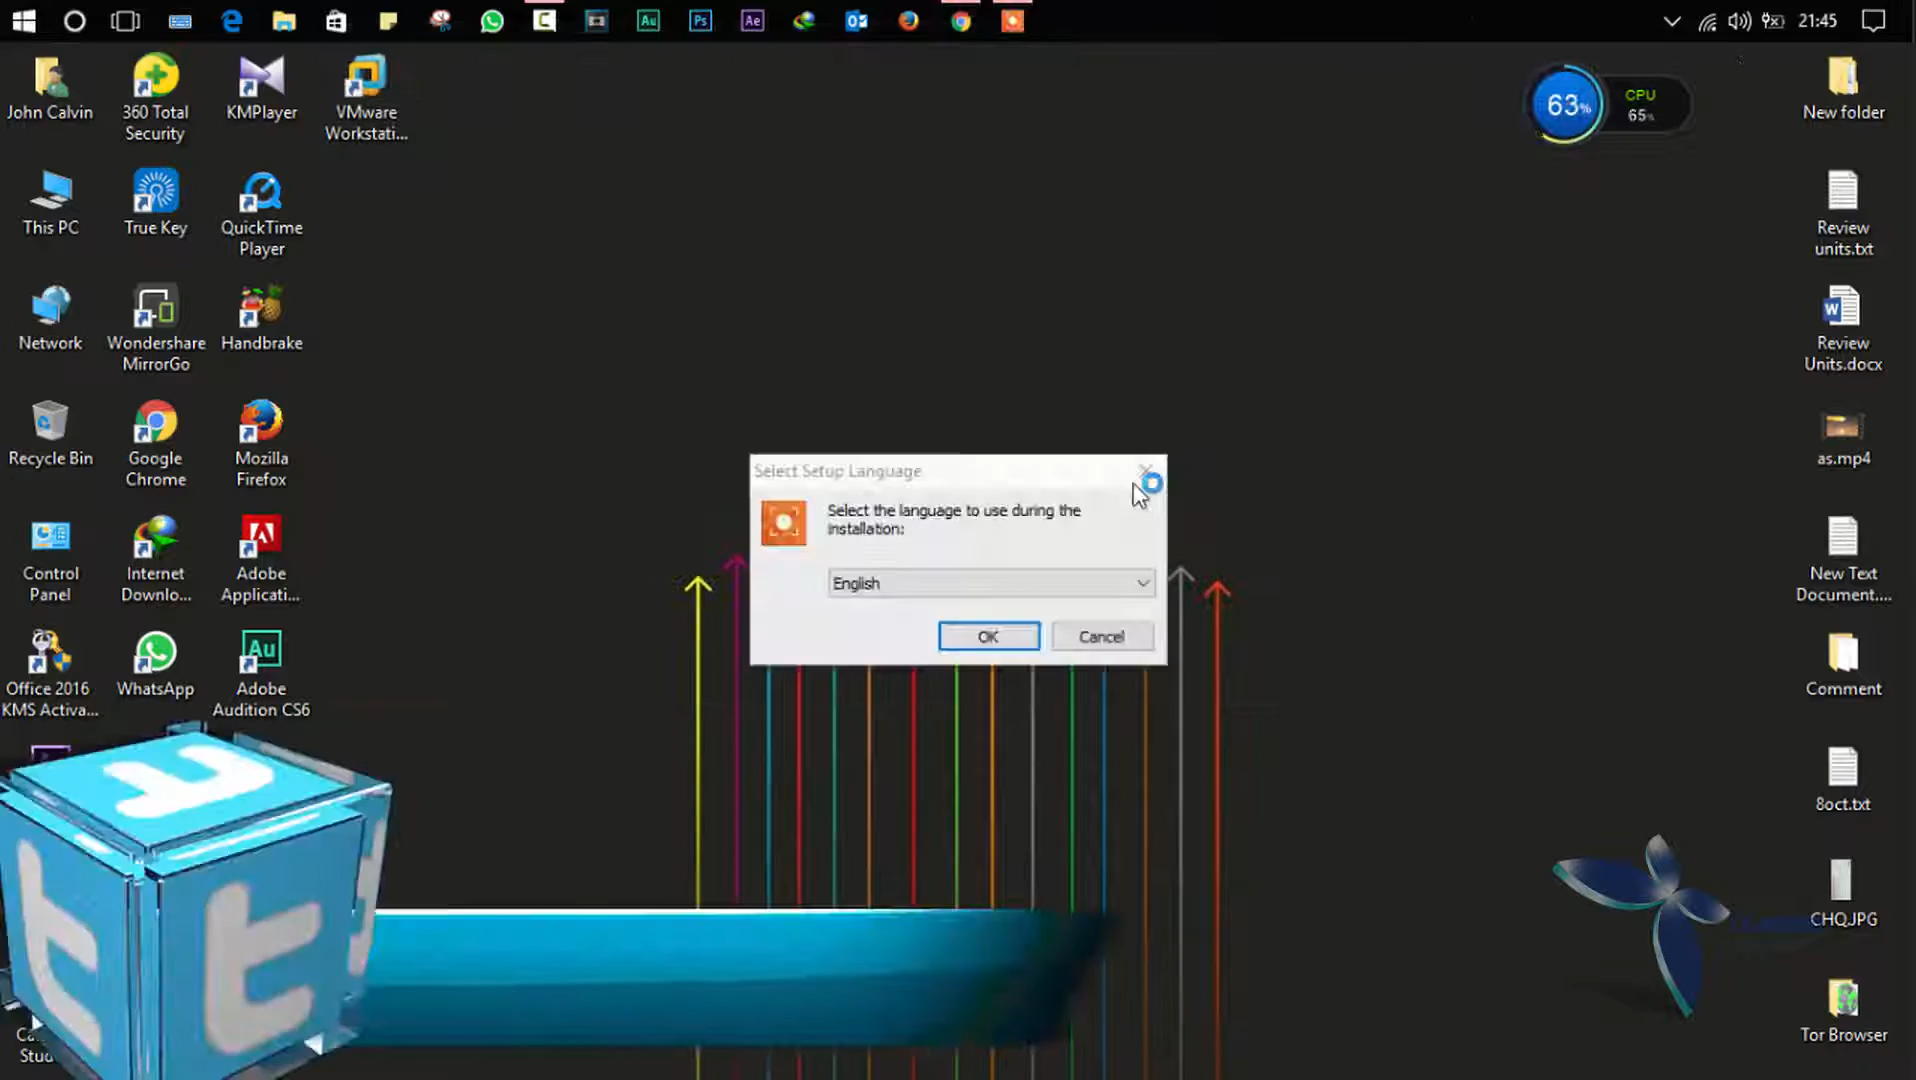 21:45
John Calvin
360 Total
Security
KMPlayer
VMware
Workstati...
63%
CPU
65%
New folder
This PC
True Key
QuickTime
Player
Review
units.txt
Network
Wondershare
MirrorGo
Handbrake
Review
Units.docx
Recycle Bin
Google
Chrome
Mozilla
Firefox
as.mp4
Select Setup Language
Select the language to use during the
installation:
English
OK
Cancel
Control
Panel
Internet
Downlo...
Adobe
Applicati...
New Text
Document....
Office 2016
KMS Activa...
WhatsApp
Au
Adobe
Audition CS6
Comment
8oct.txt
CHQ.JPG
Tor Browser
Au
Ps
Ae